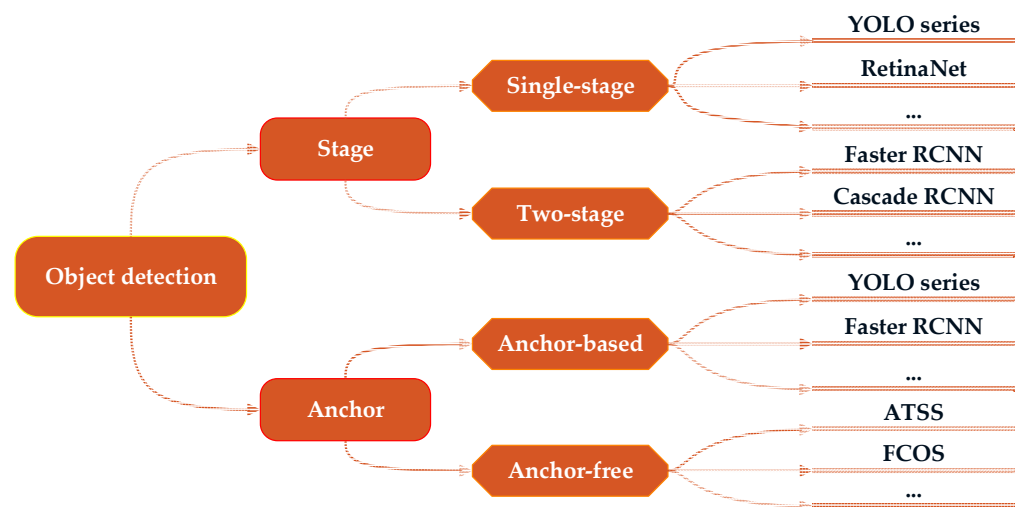 Object detection
Stage
Single-stage
YOLO series
RetinaNet
...
Two-stage
Faster RCNN
Cascade RCNN
...
Anchor
Anchor-based
YOLO series
Faster RCNN
...
Anchor-free
ATSS
FCOS
...